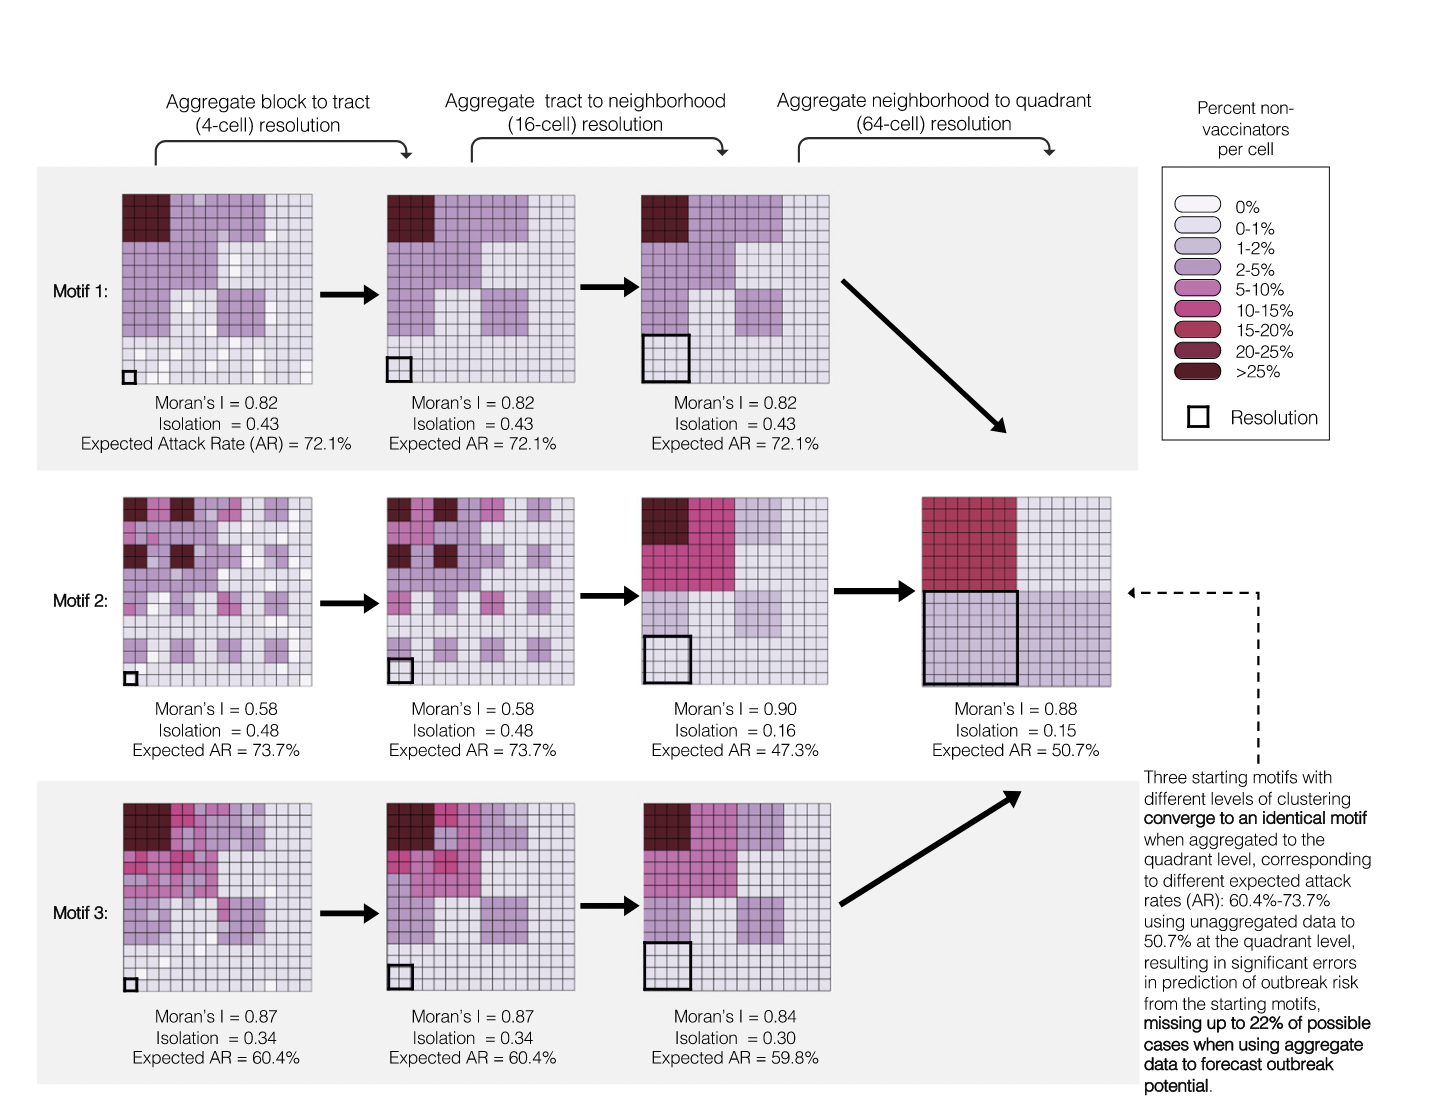 Aggregate block to tract
(4-cell) resolution
Aggregate tract to neighborhood
(16-cell) resolution
Aggregate neighborhood to quadrant
(64-cell) resolution
Percent non-
vaccinators
per cell
0%
0-1%
1-2%
2-5%
5-10%
10-15%
15-20%
20-25%
>25%
Resolution
Motif 1:
Moran's I = 0.82
Isolation = 0.43
Expected Attack Rate (AR) = 72.1%
Moran's I = 0.82
Isolation = 0.43
Expected AR = 72.1%
Moran's I = 0.82
Isolation = 0.43
Expected AR = 72.1%
Motif 2:
Moran's I = 0.58
Isolation = 0.48
Expected AR = 73.7%
Moran's I = 0.58
Isolation = 0.48
Expected AR = 73.7%
Moran's I = 0.90
Isolation = 0.16
Expected AR = 47.3%
Moran's I = 0.88
Isolation = 0.15
Expected AR = 50.7%
Motif 3:
Moran's I = 0.87
Isolation = 0.34
Expected AR = 60.4%
Moran's I = 0.87
Isolation = 0.34
Expected AR = 60.4%
Moran's I = 0.84
Isolation = 0.30
Expected AR = 59.8%
Three starting motifs with
different levels of clustering
converge to an identical motif
when aggregated to the
quadrant level, corresponding
to different expected attack
rates (AR): 60.4%-73.7%
using unaggregated data to
50.7% at the quadrant level,
resulting in significant errors
in prediction of outbreak risk
from the starting motifs,
missing up to 22% of possible
cases when using aggregate
data to forecast outbreak
potential.